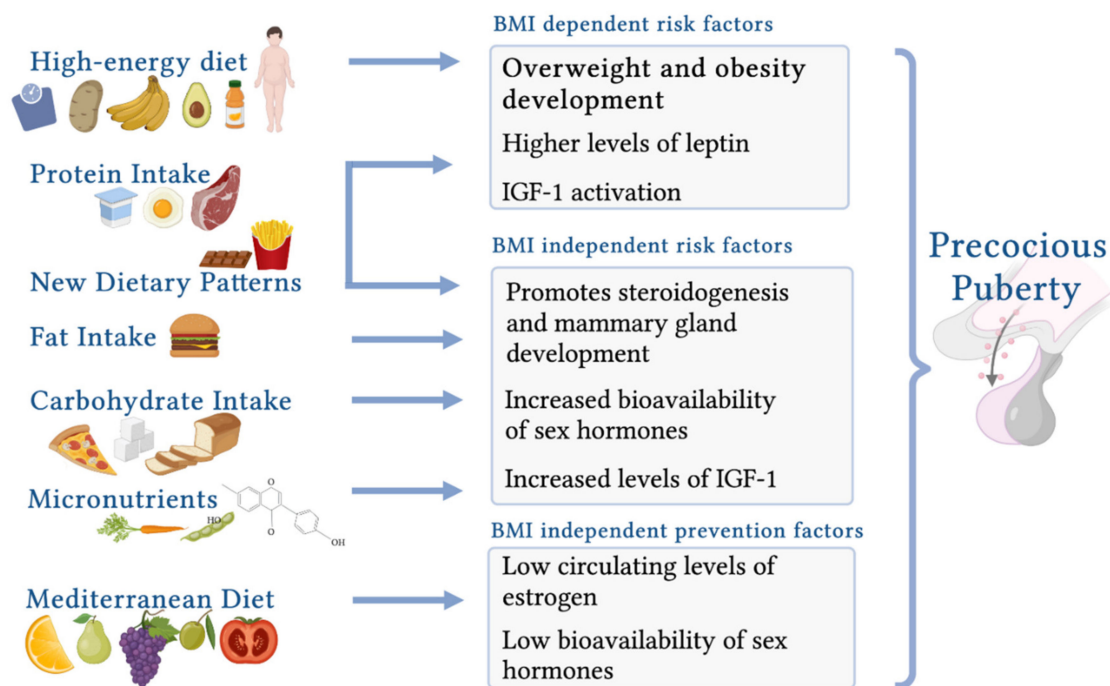 High-energy diet
Protein Intake
New Dietary Patterns
Fat Intake
Carbohydrate Intake
Micronutrients
HO
O
O
OH
Mediterranean Diet
BMI dependent risk factors
Overweight and obesity
development
Higher levels of leptin
IGF-1 activation
BMI independent risk factors
Promotes steroidogenesis
and mammary gland
development
Increased bioavailability
of sex hormones
Increased levels of IGF-1
BMI independent prevention factors
Low circulating levels of
estrogen
Low bioavailability of sex
hormones
Precocious
Puberty